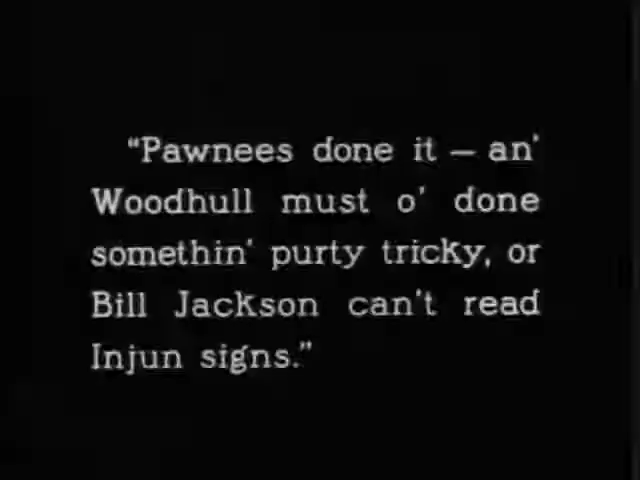 "Pawnees done it — an'
Woodhull must o' done
somethin' purty tricky, or
Bill Jackson can't read
Injun signs."